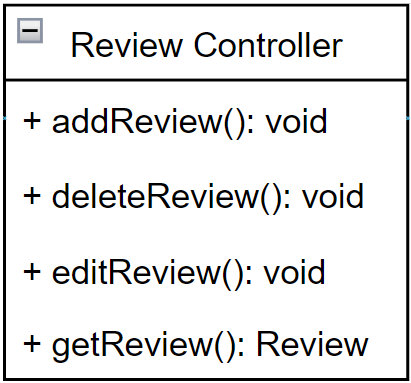 Review Controller
+ addReview(): void
+ deleteReview(): void
+ editReview(): void
+ getReview(): Review